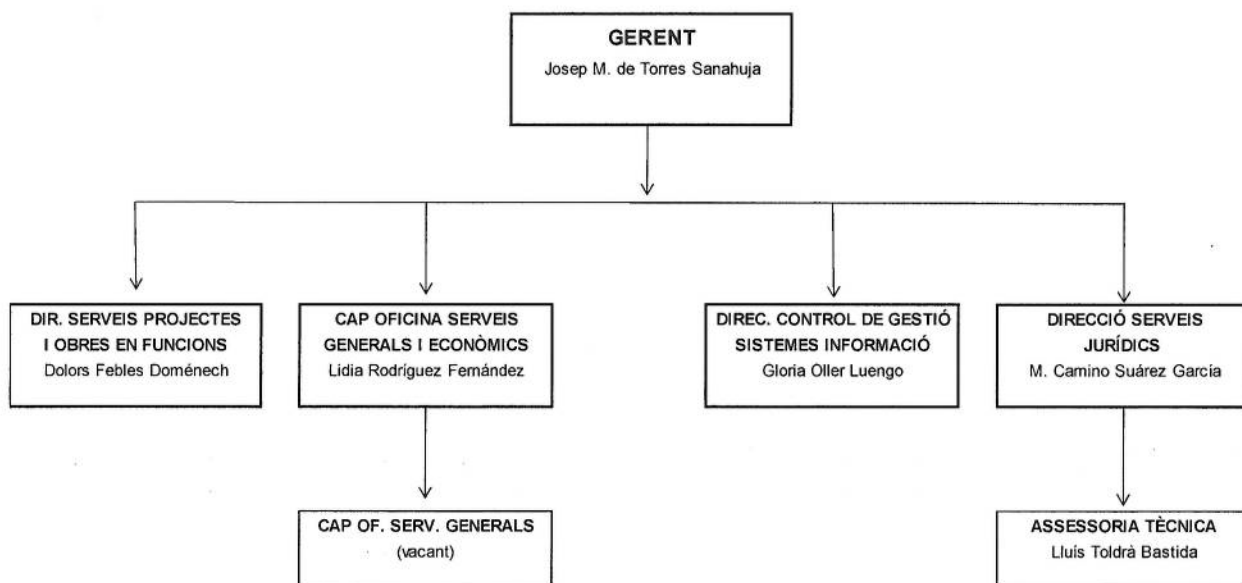 GERENT
Josep M. de Torres Sanahuja
DIR. SERVEIS PROJECTES
I OBRES EN FUNCIONS
Dolors Febles Doménech
CAP OFICINA SERVEIS
GENERALS I ECONÒMICS
Lidia Rodríguez Fernández
DIREC. CONTROL DE GESTIÓ
SISTEMES INFORMACIÓ
Gloria Oller Luengo
DIRECCIÓ SERVEIS
JURÍDICS
M. Camino Suárez García
CAP OF. SERV. GENERALS
(vacant)
ASSESSORIA TÈCNICA
Lluís Toldrà Bastida